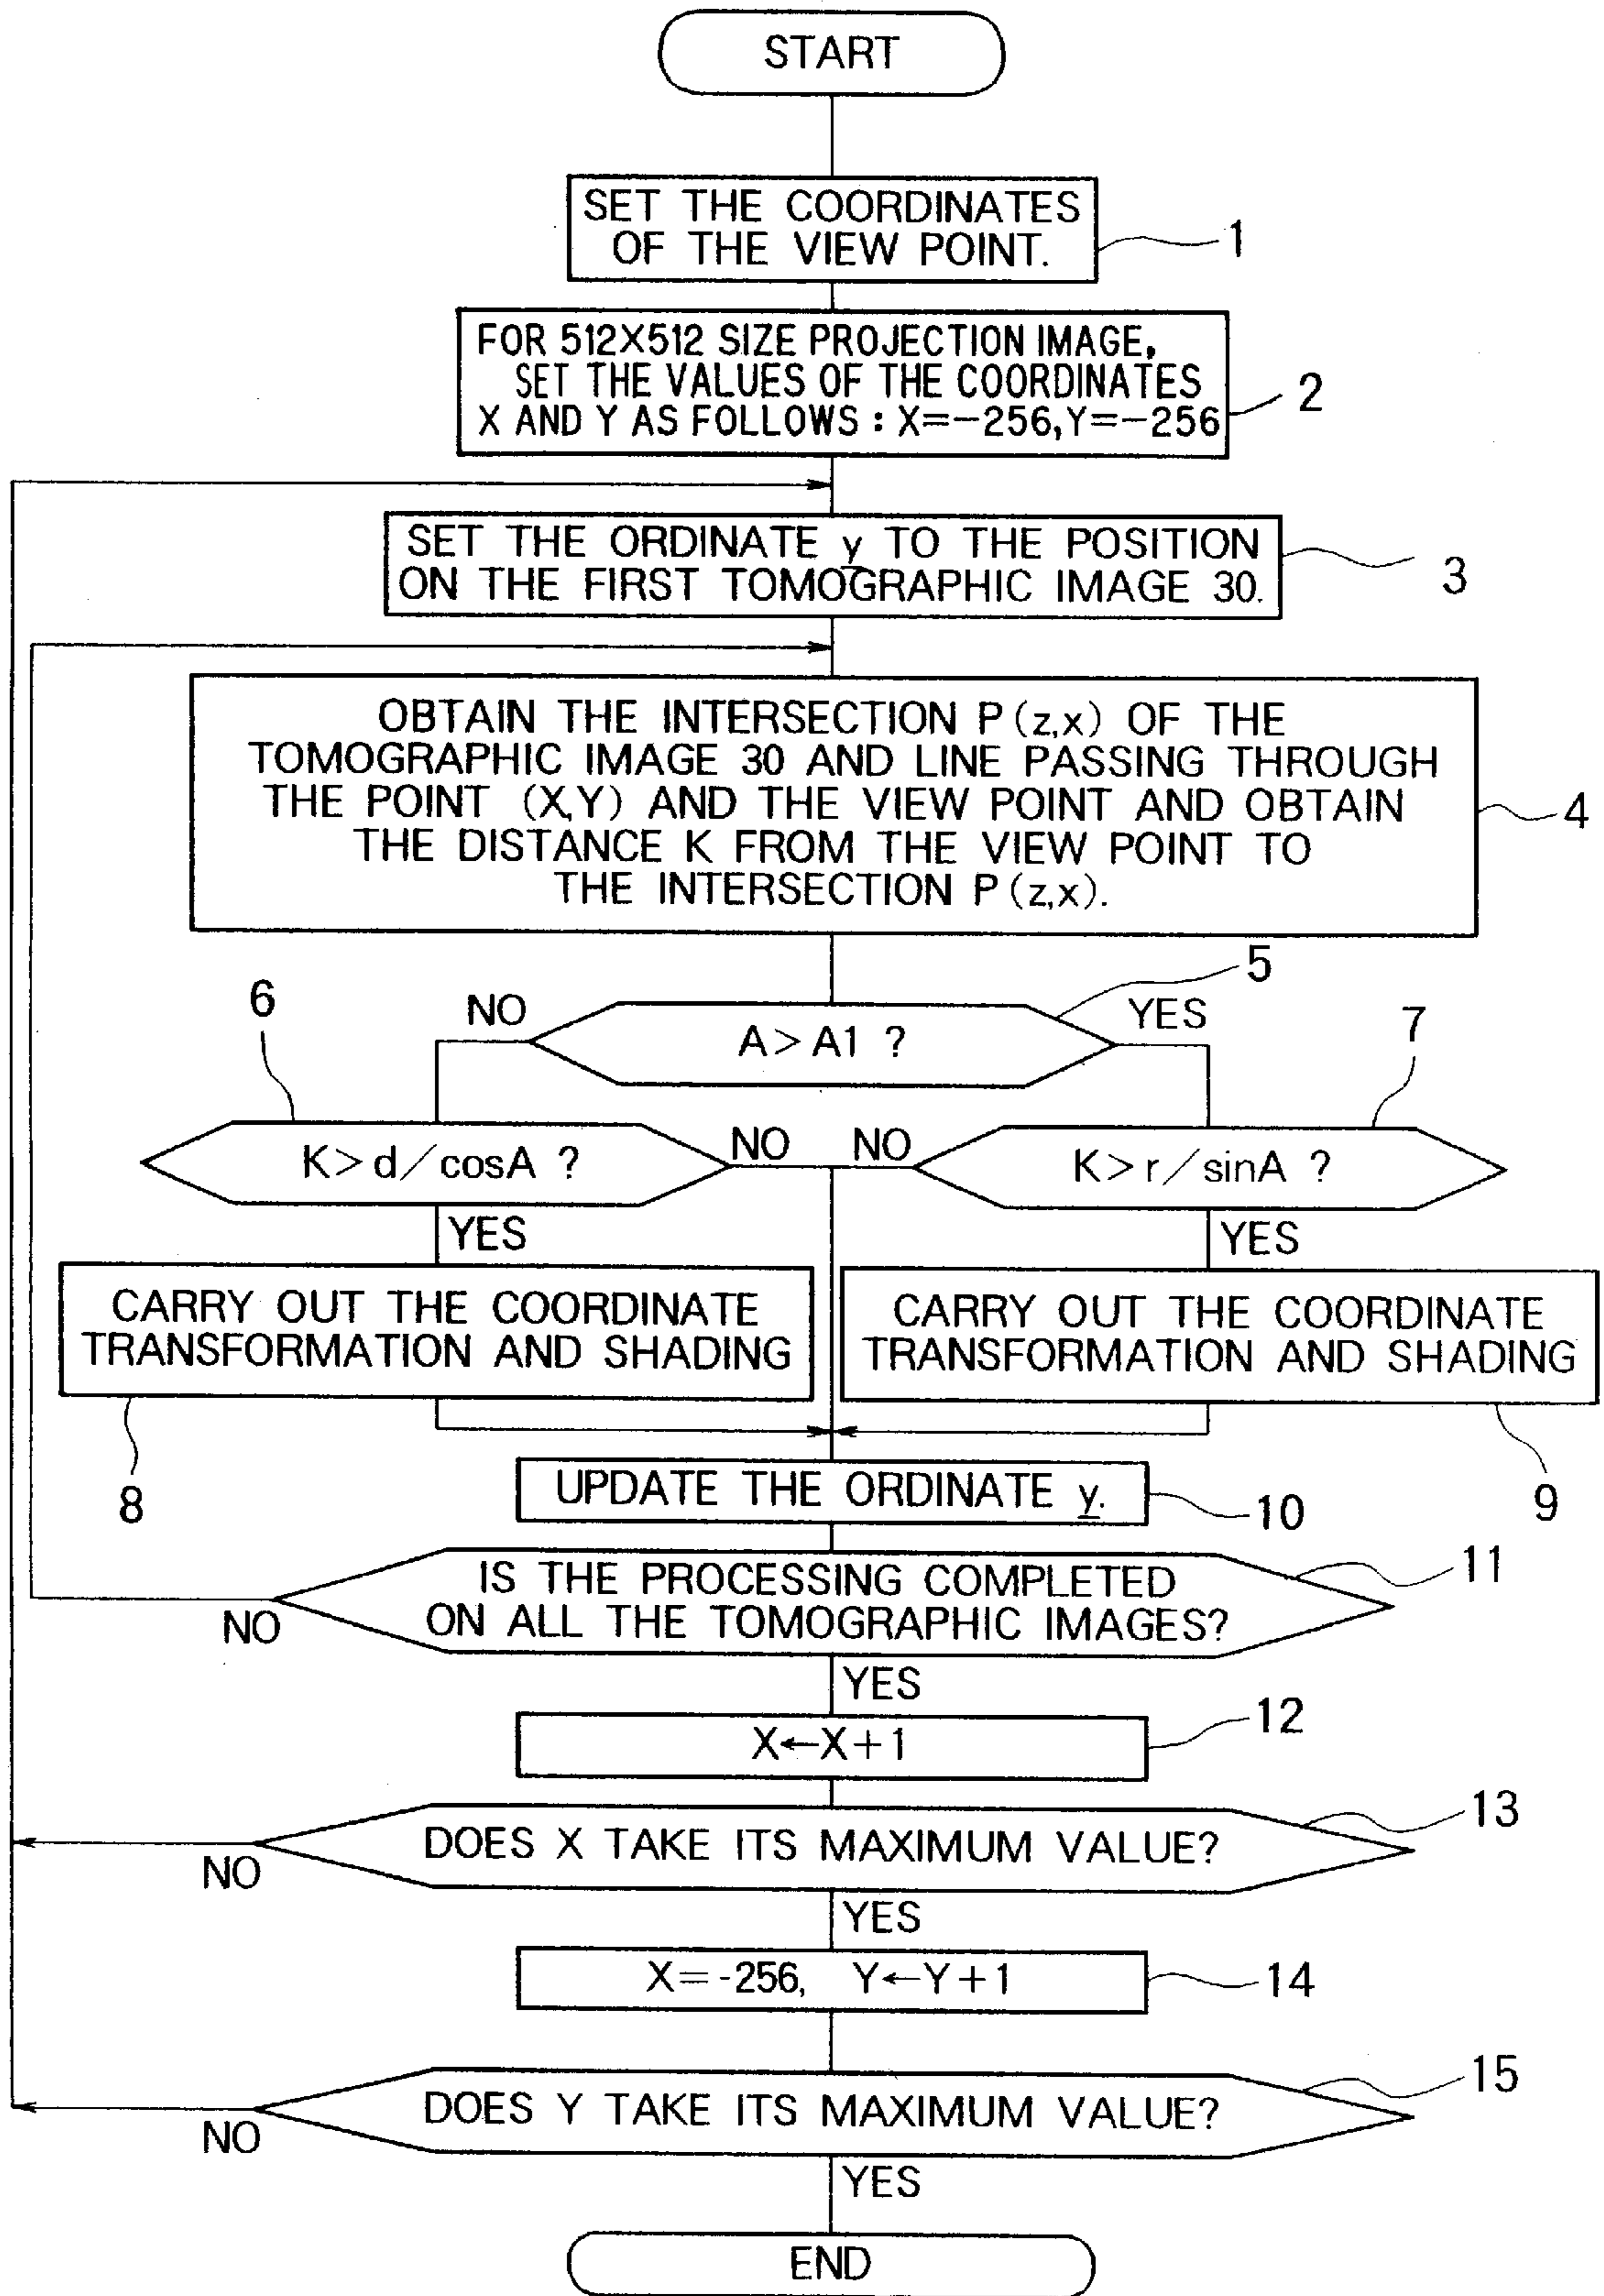 START
SET THE COORDINATES
OF THE VIEW POINT.
1
FOR 512X512 SIZE PROJECTION IMAGE,
SET THE VALUES OF THE COORDINATES
X AND Y AS FOLLOWS : X=-256,Y=-256
2
SET THE ORDINATE y TO THE POSITION
ON THE FIRST TOMOGRAPHIC IMAGE 30.
3
OBTAIN THE INTERSECTION P(z,x) OF THE
TOMOGRAPHIC IMAGE 30 AND LINE PASSING THROUGH
THE POINT (X,Y) AND THE VIEW POINT AND OBTAIN
THE DISTANCE K FROM THE VIEW POINT TO
THE INTERSECTION P(z,x).
4
5
NO
A>A1 ?
YES
6
7
K>d/cosA ?
NO
NO
K>r/sinA ?
YES
YES
CARRY OUT THE COORDINATE
TRANSFORMATION AND SHADING
8
CARRY OUT THE COORDINATE
TRANSFORMATION AND SHADING
9
UPDATE THE ORDINATE y.
10
IS THE PROCESSING COMPLETED
ON ALL THE TOMOGRAPHIC IMAGES?
11
NO
YES
X←X+1
12
DOES X TAKE ITS MAXIMUM VALUE?
13
NO
YES
X=-256, Y←Y+1
14
DOES Y TAKE ITS MAXIMUM VALUE?
15
NO
YES
END